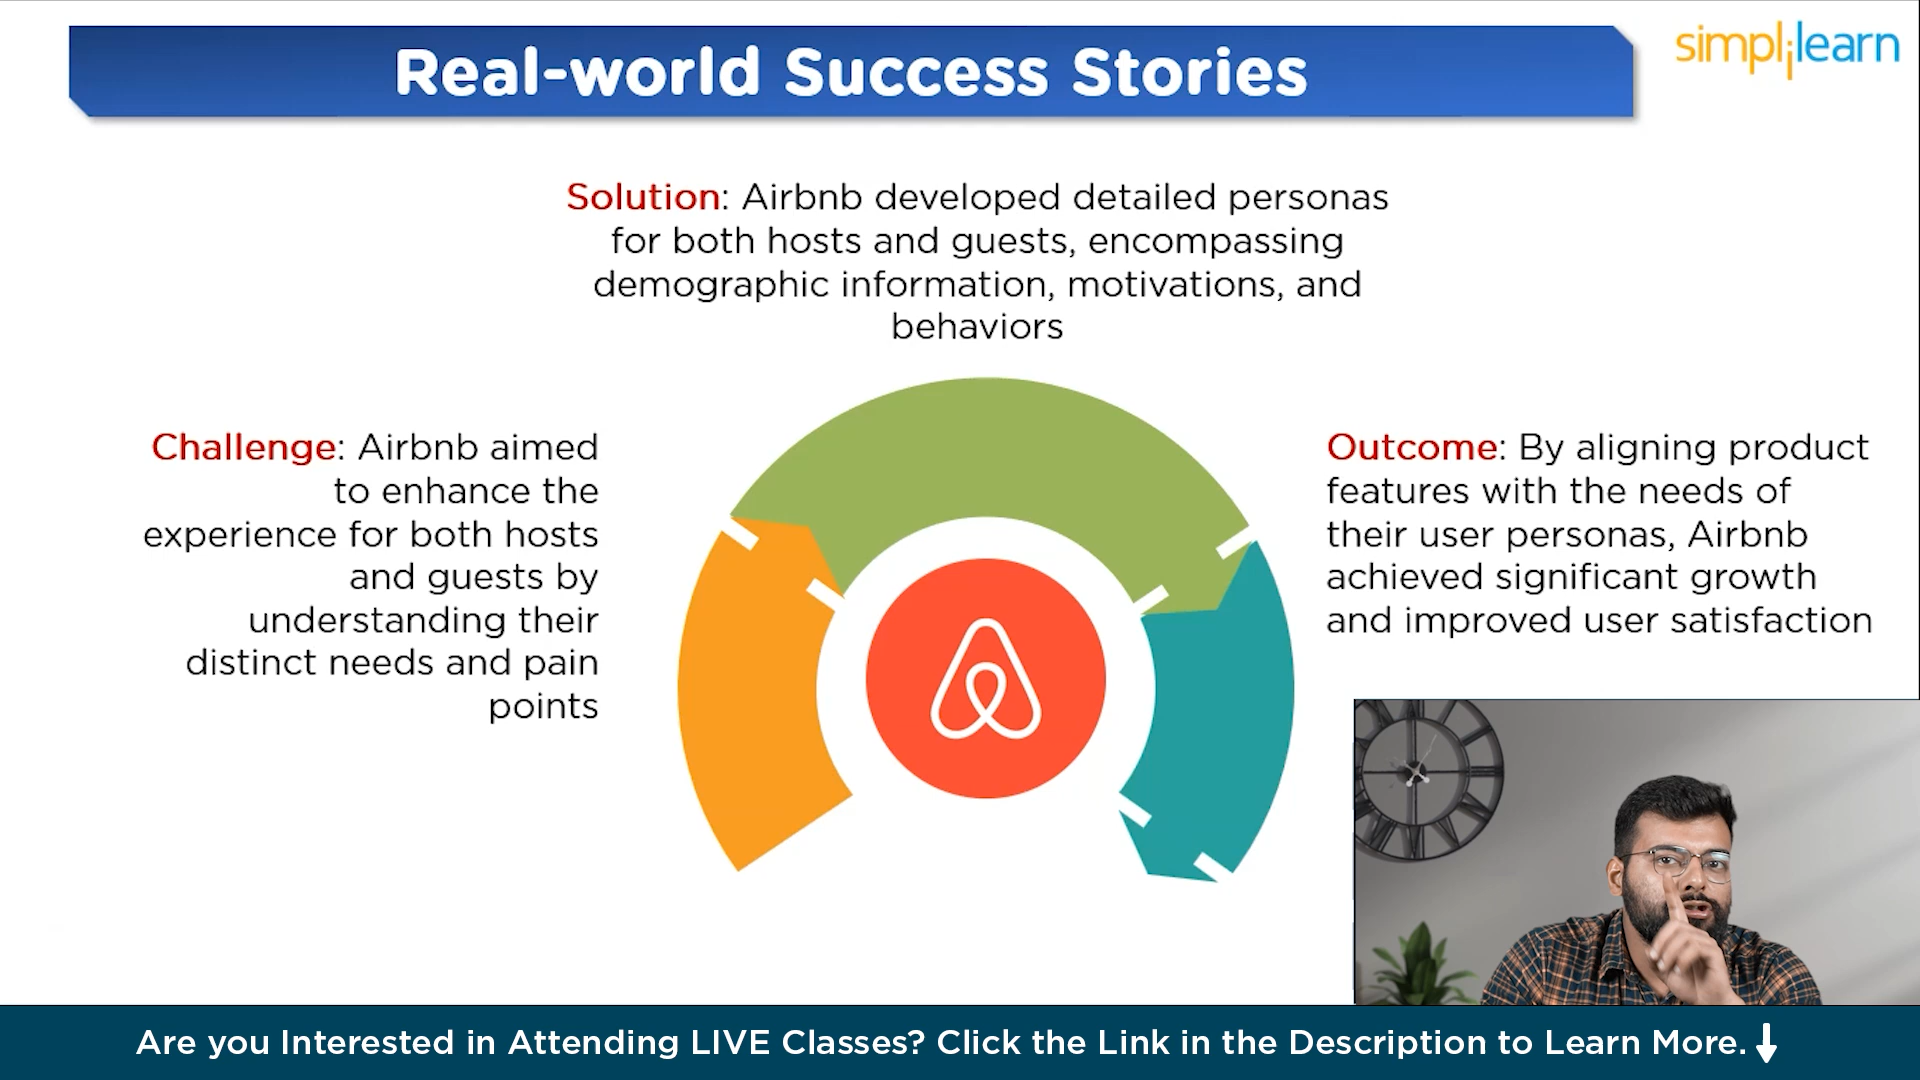 Real-world Success Stories
simplilearn
Solution: Airbnb developed detailed personas
for both hosts and guests, encompassing
demographic information, motivations, and
behaviors
Challenge: Airbnb aimed
to enhance the
experience for both hosts
and guests by
understanding their
distinct needs and pain
points
Outcome: By aligning product
features with the needs of
their user personas, Airbnb
achieved significant growth
and improved user satisfaction
Are you Interested in Attending LIVE Classes? Click the Link in the Description to Learn More.